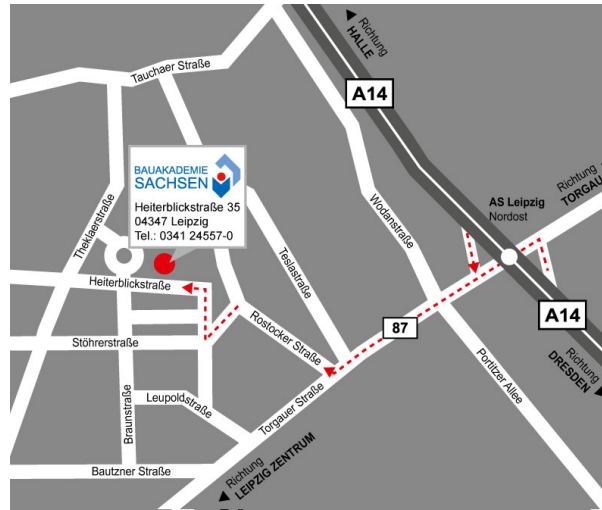 Richtung
HALLE
Tauchaer Straße
A14
BAUAKADEMIE
SACHSEN
Heiterblickstraße 35
04347 Leipzig
Tel.: 0341 24557-0
Richtung
TORGAU
AS Leipzig
Nordost
Wodanstraße
Theklaerstraße
Teslastraße
Heiterblickstraße
A14
Rostocker Straße
87
Stöhrerstraße
Richtung
DRESDEN
Portitzer Allee
Leupoldstraße
Braunstraße
Torgauer Straße
Bautzner Straße
Richtung
LEIPZIG ZENTRUM